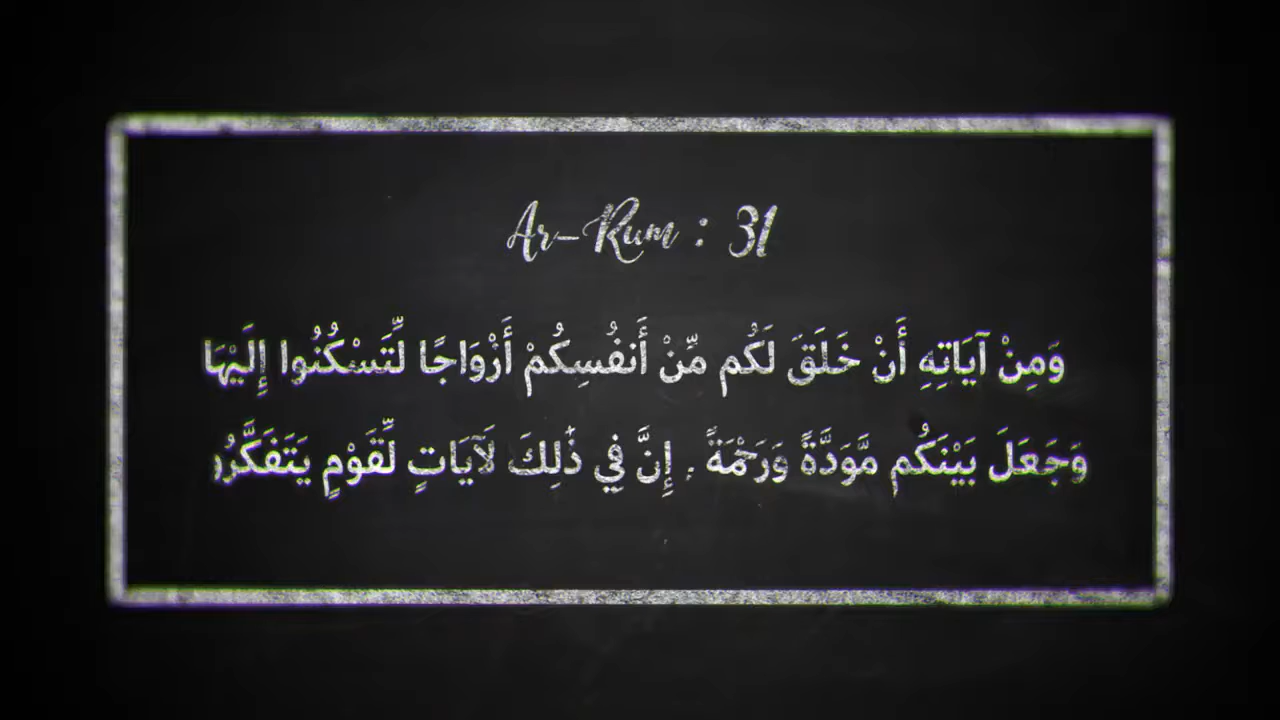 Ar-Rum : 31
وَمِنْ آيَاتِهِ أَنْ خَلَقَ لَكُم مِّنْ أَنفُسِكُمْ أَزْوَاجًا لِّتَسْكُنُوا إِلَيْهَا
وَجَعَلَ بَيْنَكُم مَّوَدَّةً وَرَحْمَةً ۚ إِنَّ فِي ذَٰلِكَ لَآيَاتٍ لِّقَوْمٍ